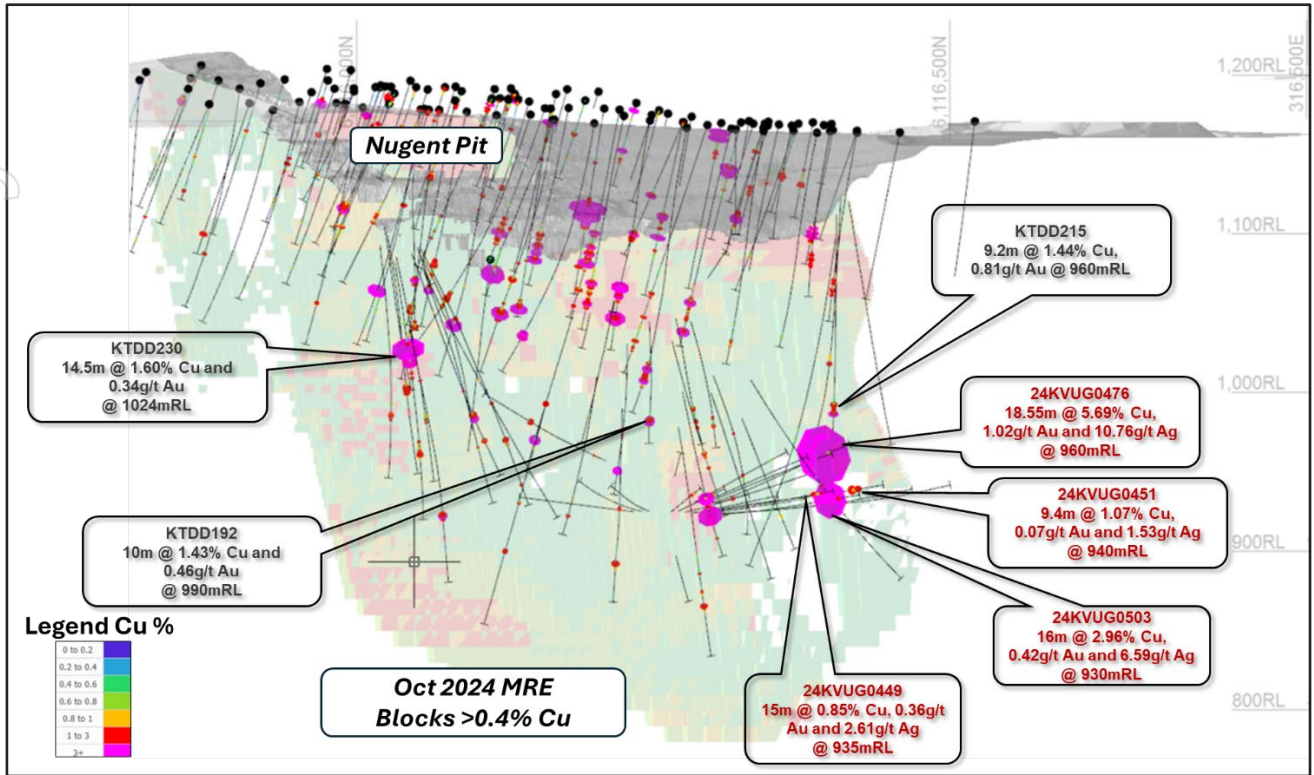 6,000N
6,116,500N
316,500E
1,200RL
Nugent Pit
1,100RL
KTDD215
9.2m @ 1.44% Cu,
0.81g/t Au @ 960mRL
KTDD230
14.5m @ 1.60% Cu and
0.34g/t Au
@ 1024mRL
1,000RL
24KVUG0476
18.55m @ 5.69% Cu,
1.02g/t Au and 10.76g/t Ag
@ 960mRL
24KVUG0451
9.4m @ 1.07% Cu,
0.07g/t Au and 1.53g/t Ag
@ 940mRL
KTDD192
10m @ 1.43% Cu and
0.46g/t Au
@ 990mRL
900RL
24KVUG0503
16m @ 2.96% Cu,
0.42g/t Au and 6.59g/t Ag
@ 930mRL
Legend Cu %
0 to 0.2
0.2 to 0.4
0.4 to 0.6
0.6 to 0.8
0.8 to 1
1 to 3
3+
Oct 2024 MRE
Blocks >0.4% Cu
24KVUG0449
15m @ 0.85% Cu, 0.36g/t
Au and 2.61g/t Ag
@ 935mRL
800RL